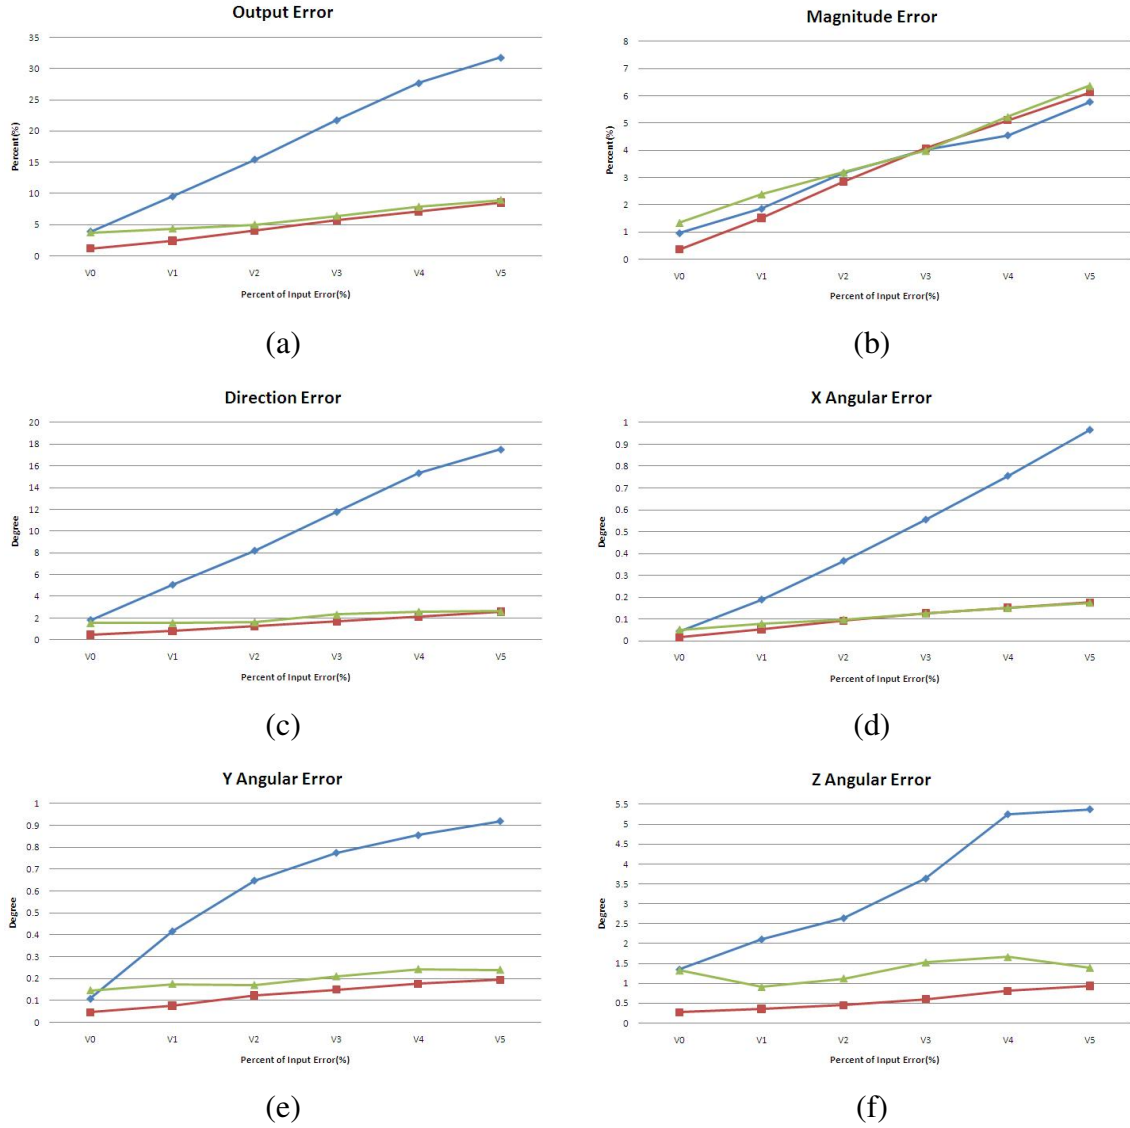 Output Error
35
30
25
20
15
10
5
0
Percent(%)
V0 V1 V2 V3 V4 V5
Percent of Input Error(%)
(a)
Magnitude Error
8
7
6
5
4
3
2
1
0
Percent(%)
V0 V1 V2 V3 V4 V5
Percent of Input Error(%)
(b)
Direction Error
20
18
16
14
12
10
8
6
4
2
0
Degree
V0 V1 V2 V3 V4 V5
Percent of Input Error(%)
(c)
X Angular Error
1
0.9
0.8
0.7
0.6
0.5
0.4
0.3
0.2
0.1
0
Degree
V0 V1 V2 V3 V4 V5
Percent of Input Error(%)
(d)
Y Angular Error
1
0.9
0.8
0.7
0.6
0.5
0.4
0.3
0.2
0.1
0
Degree
V0 V1 V2 V3 V4 V5
Percent of Input Error(%)
(e)
Z Angular Error
5.5
5
4.5
4
3.5
3
2.5
2
1.5
1
0.5
0
Degree
V0 V1 V2 V3 V4 V5
Percent of Input Error(%)
(f)